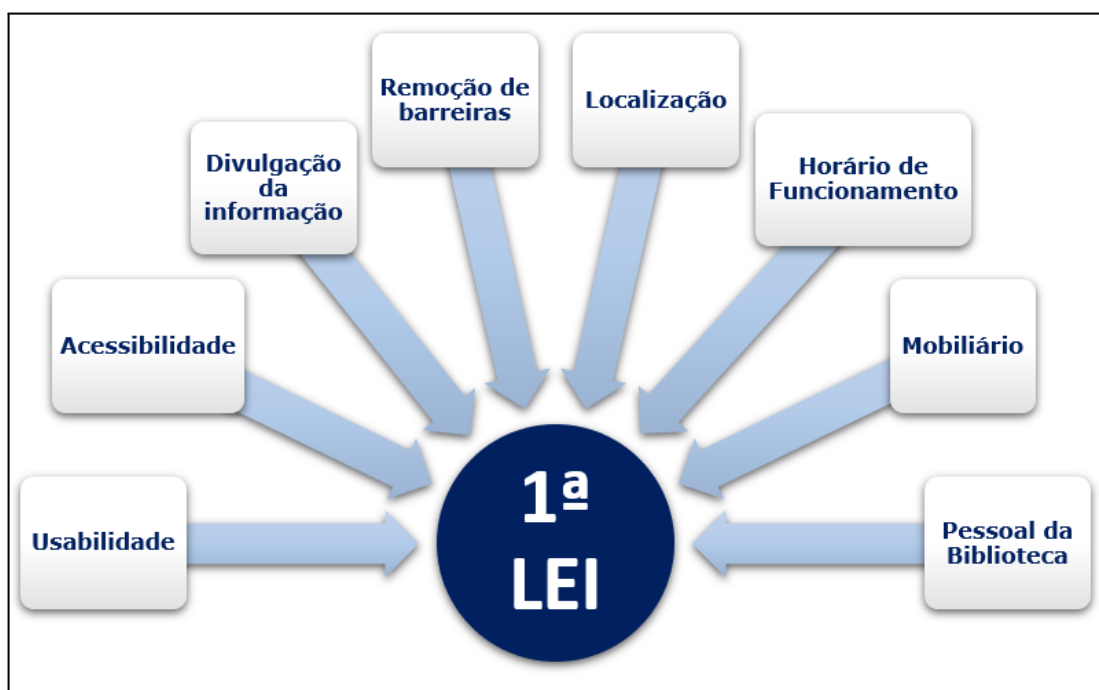 Remoção de
barreiras
Localização
Divulgação
da
informação
Horário de
Funcionamento
Acessibilidade
Mobiliário
Usabilidade
1ª
LEI
Pessoal da
Biblioteca